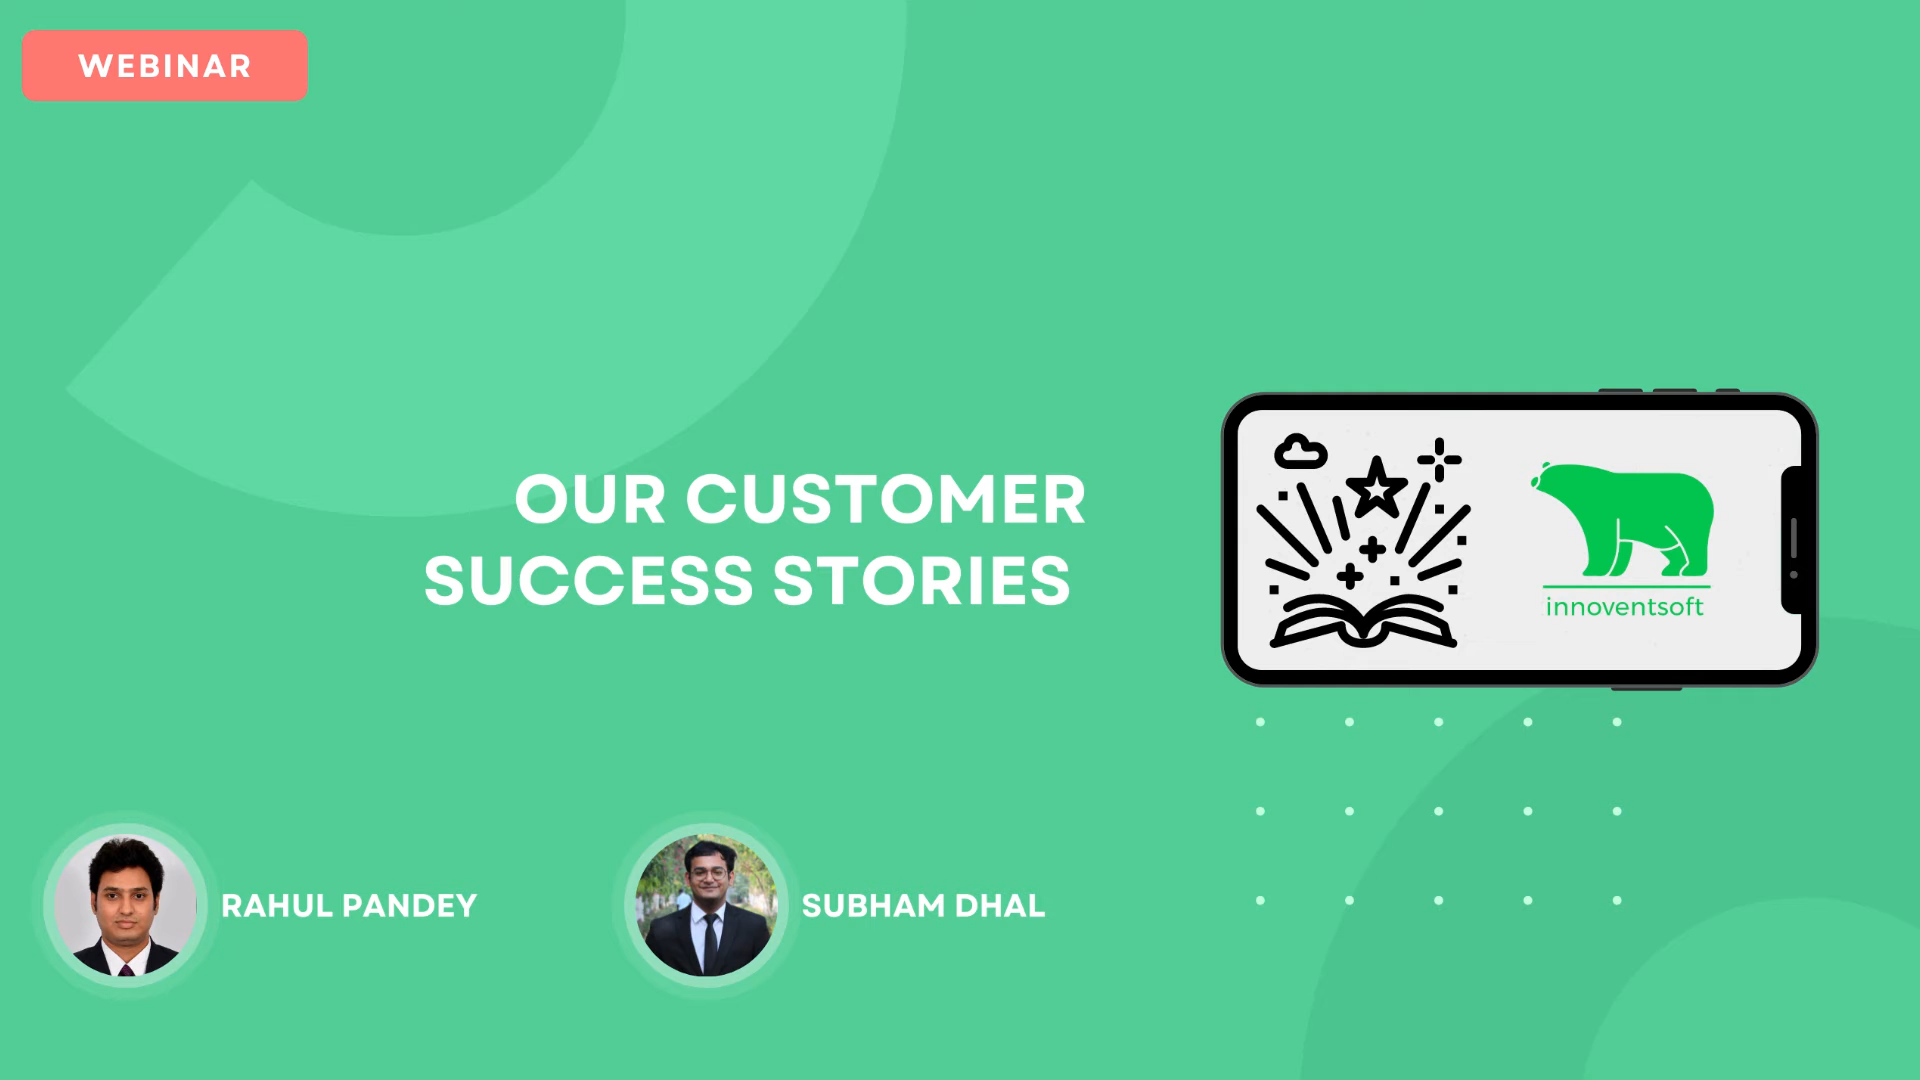 WEBINAR
OUR CUSTOMER
SUCCESS STORIES
innoventsoft
RAHUL PANDEY
SUBHAM DHAL